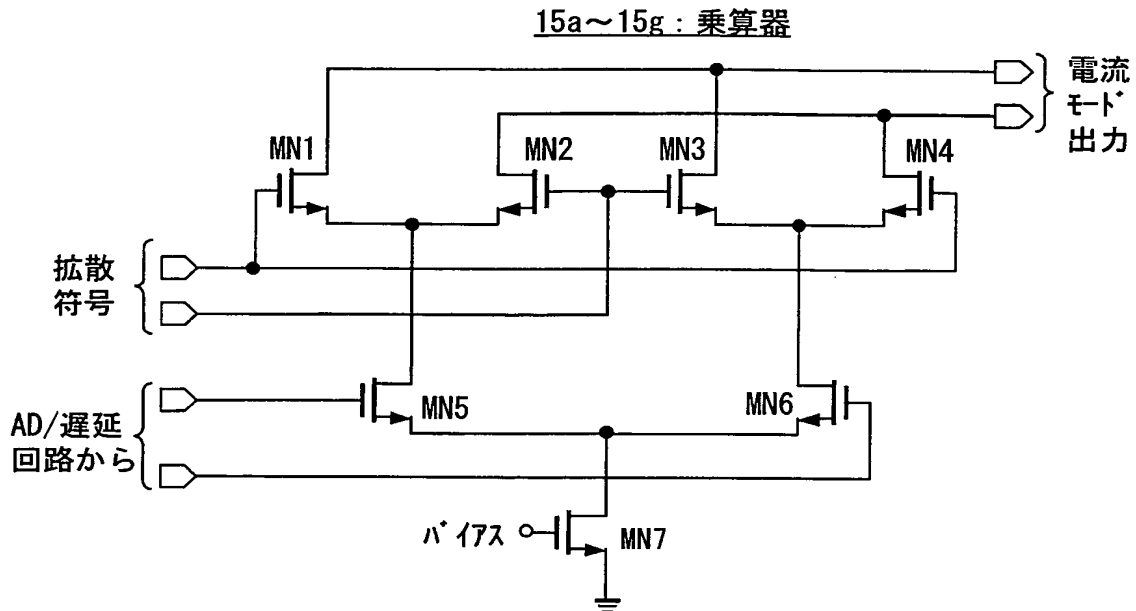 15a～15g：乗算器
電流
ﾓｰﾄﾞ
出力
MN1
MN2
MN3
MN4
拡散
符号
MN5
MN6
AD/遅延
回路から
ﾊﾞｲｱｽ
MN7